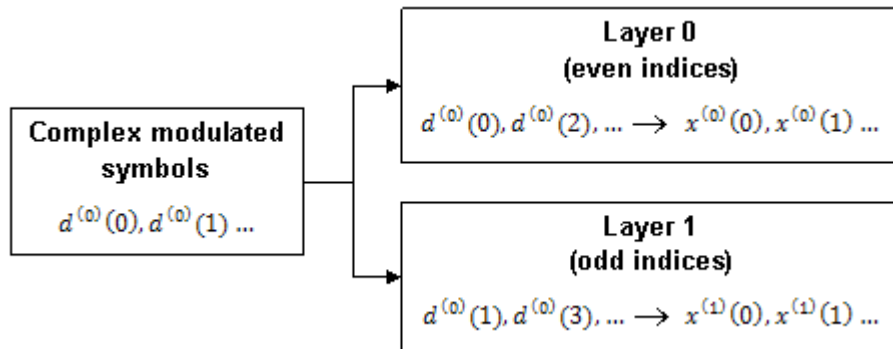 Complex modulated
symbols
d⁽⁰⁾(0), d⁽⁰⁾(1) ...
Layer 0
(even indices)
d⁽⁰⁾(0), d⁽⁰⁾(2), ... → x⁽⁰⁾(0), x⁽⁰⁾(1) ...
Layer 1
(odd indices)
d⁽⁰⁾(1), d⁽⁰⁾(3), ... → x⁽¹⁾(0), x⁽¹⁾(1) ...